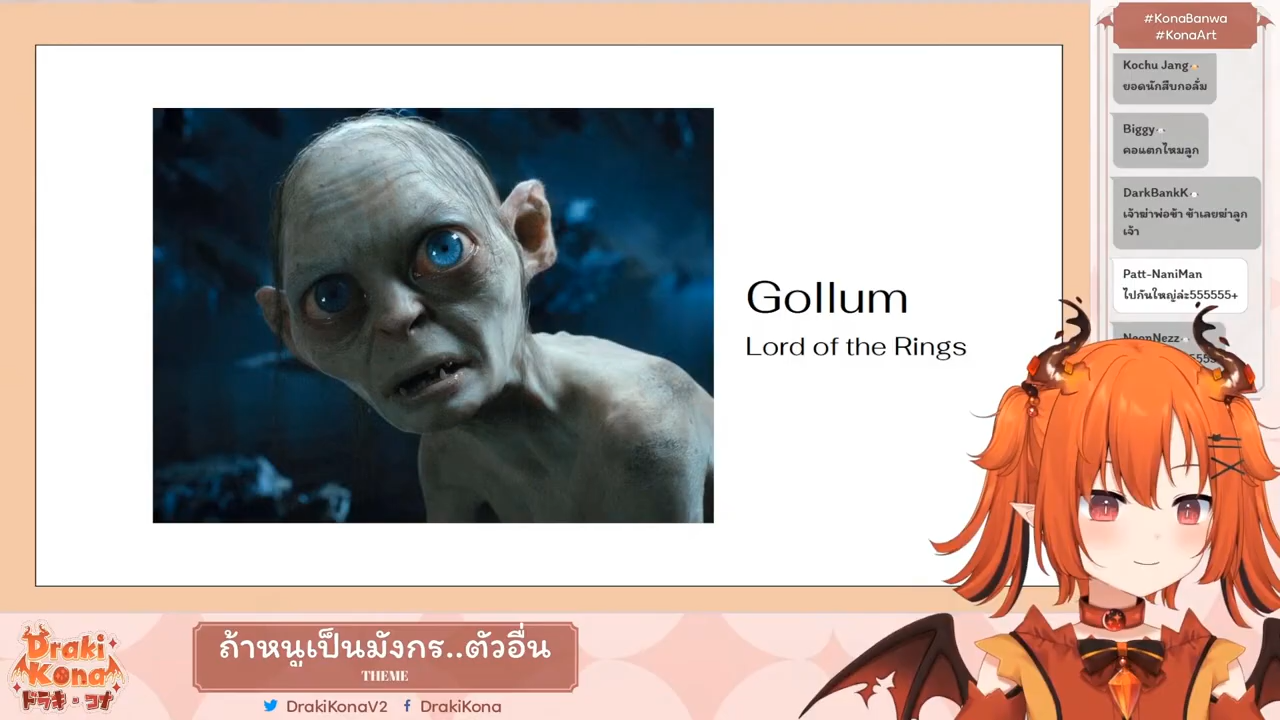 Gollum
Lord of the Rings
#KonaBanwa
#KonaArt
Kochu Jang
ยอดนักสืบกอลั่ม
Biggy
คอแตกไหมลูก
DarkBankK
เจ้าฆ่าพ่อข้า ข้าเลยฆ่าลูก
เจ้า
Patt-NaniMan
ไปกันใหญ่ล่ะ555555+
NeonNezz
Draki
Kona
ドラキ・コナ
ถ้าหนูเป็นมังกร..ตัวอื่น
THEME
DrakiKonaV2
DrakiKona